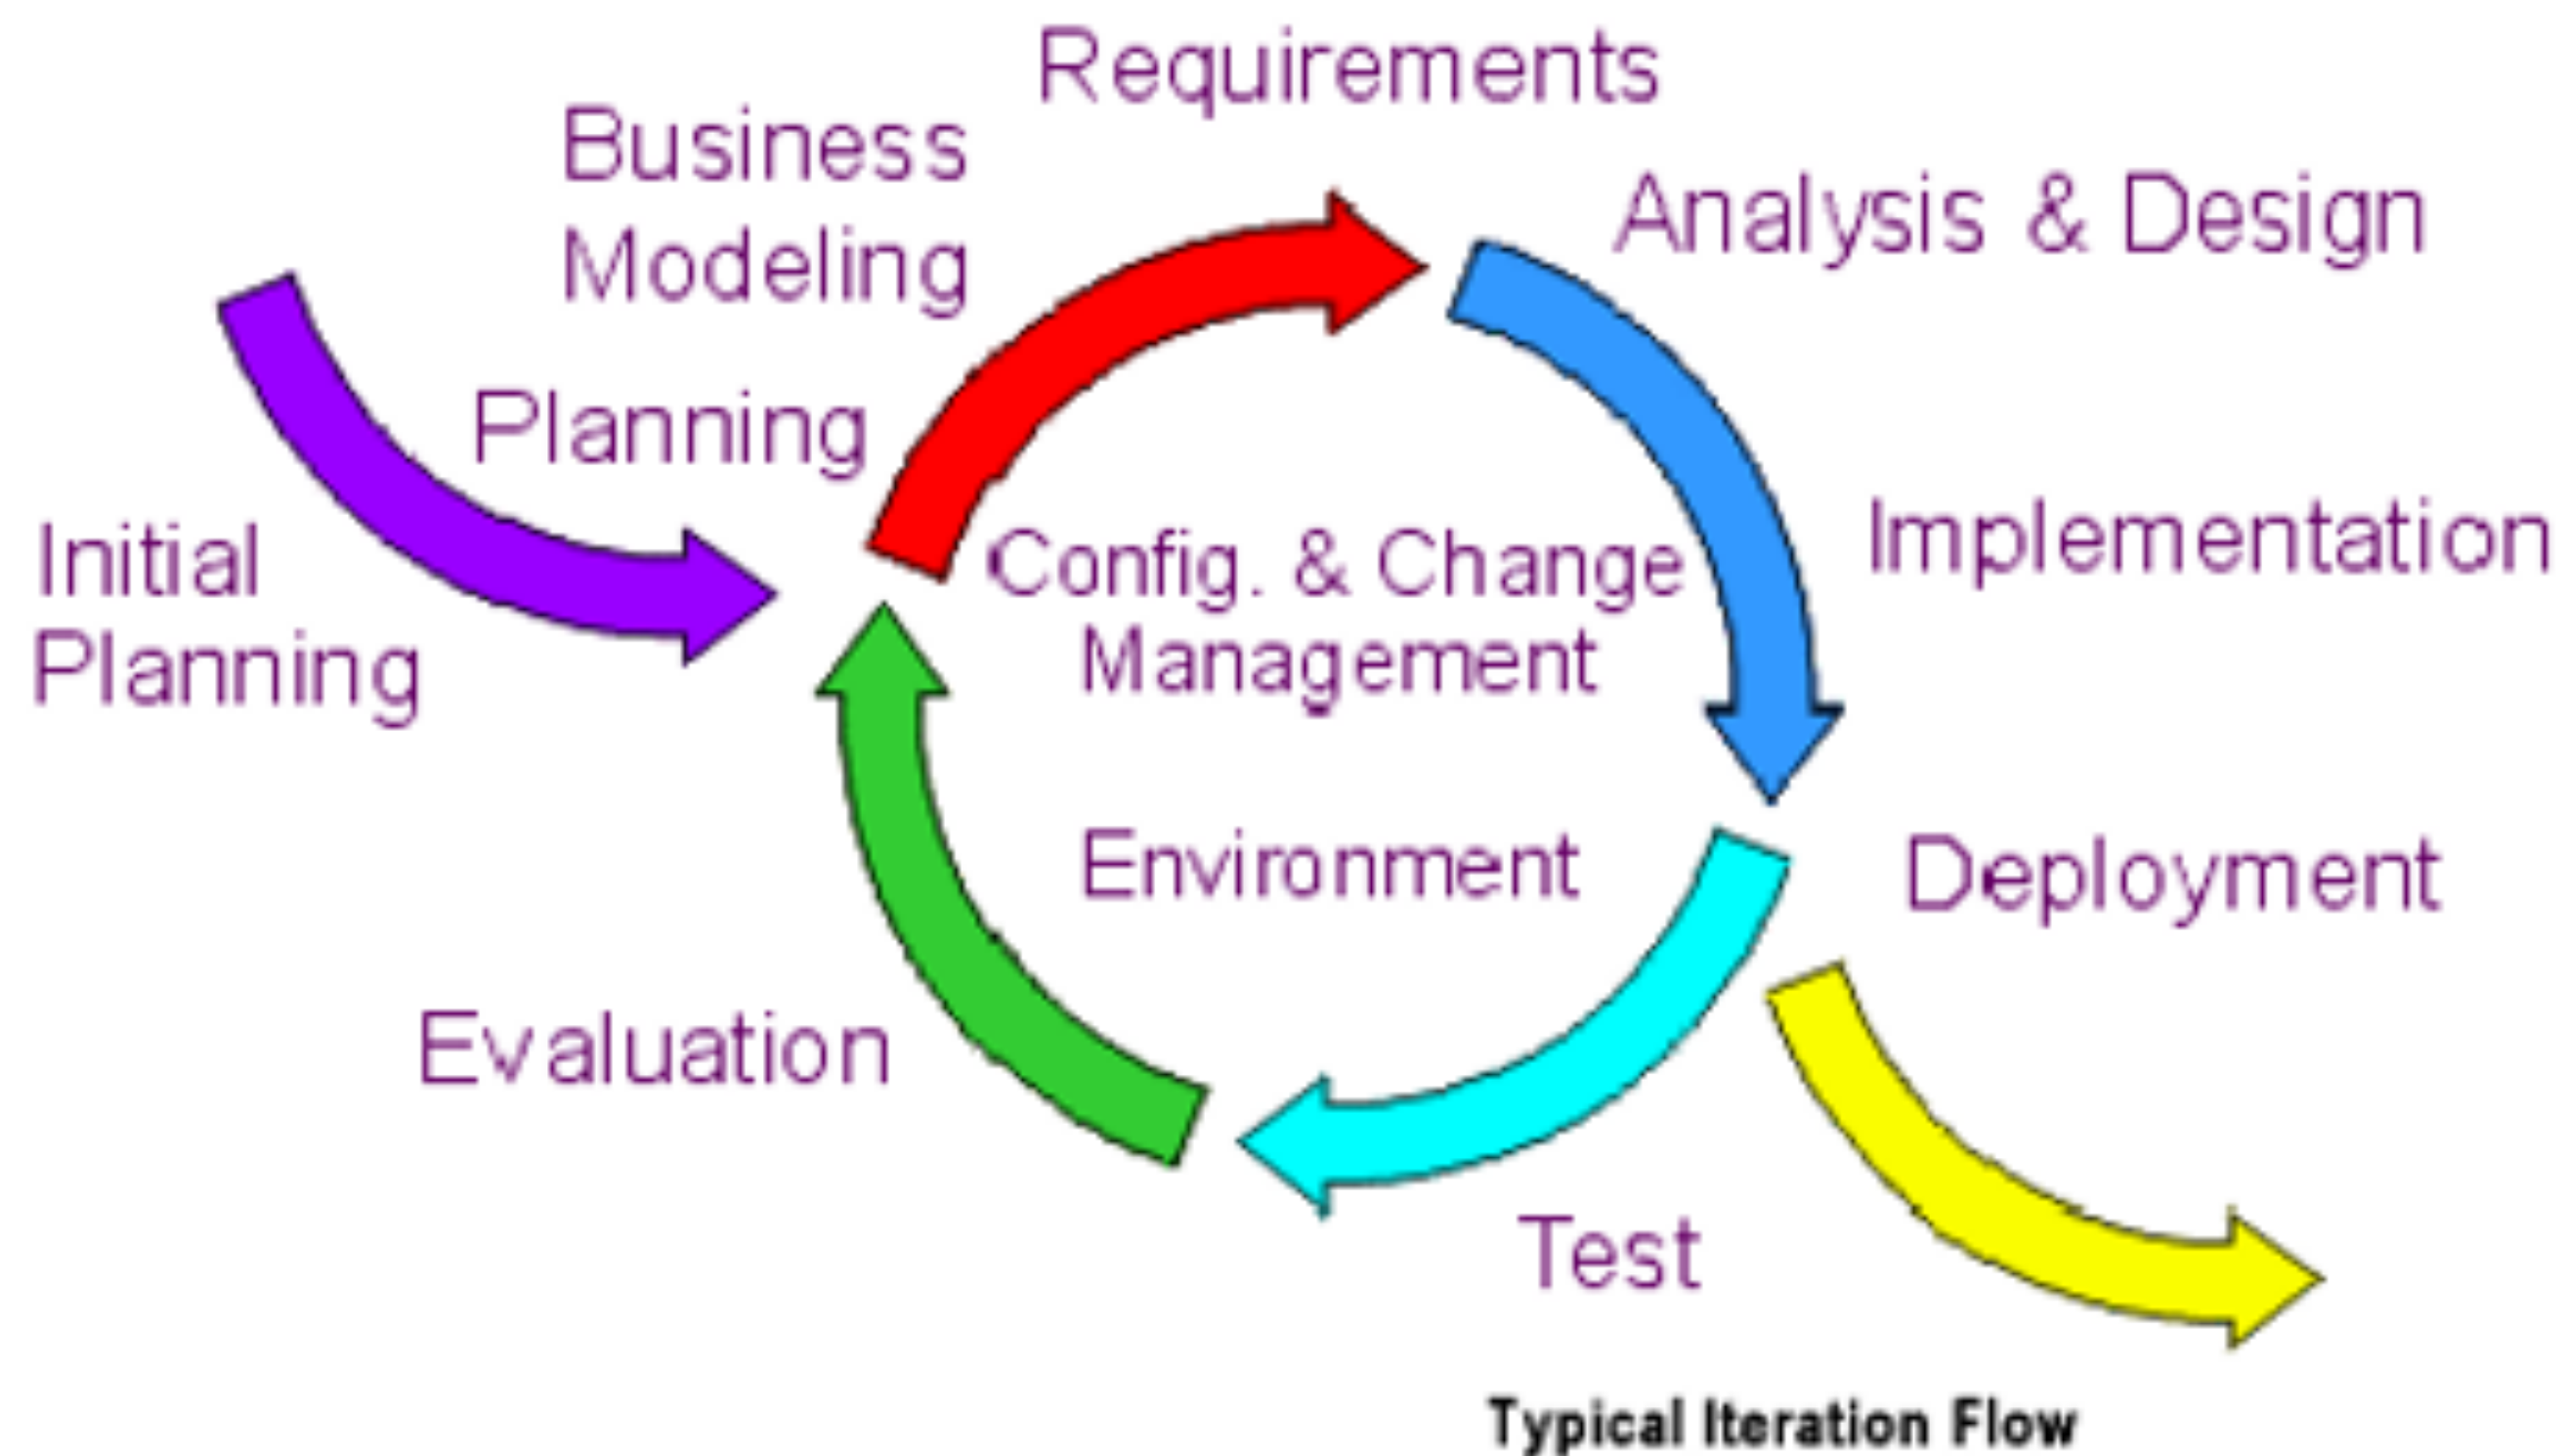 Requirements
Business
Modeling
Analysis & Design
Planning
Initial
Planning
Config. & Change
Management
Implementation
Environment
Deployment
Evaluation
Test
Typical Iteration Flow